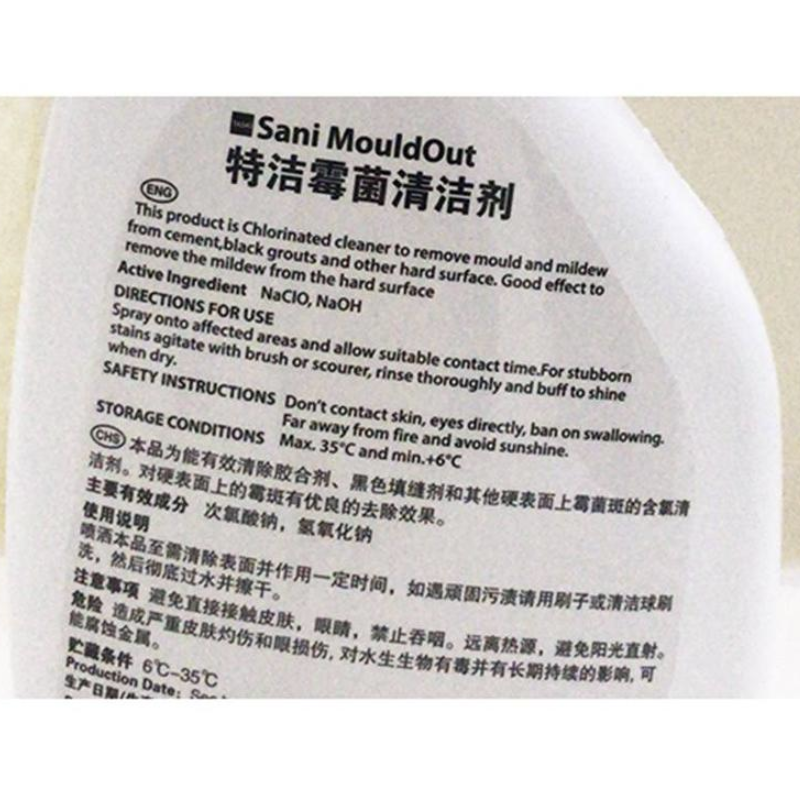 Sani MouldOut
特洁霉菌清洁剂
ENG
This product is Chlorinated cleaner to remove mould and mildew
from cement,black grouts and other hard surface. Good effect to
remove the mildew from the hard surface
Active Ingredient NaClO, NaOH
DIRECTIONS FOR USE
Spray onto affected areas and allow suitable contact time.For stubborn
stains agitate with brush or scourer, rinse thoroughly and buff to shine
when dry.
SAFETY INSTRUCTIONS Don't contact skin, eyes directly, ban on swallowing.
Far away from fire and avoid sunshine.
STORAGE CONDITIONS Max. 35°C and min.+6°C
CHS 本品为能有效清除胶合剂、黑色填缝剂和其他硬表面上霉菌斑的含氯清
洁剂。对硬表面上的霉斑有优良的去除效果。
主要有效成分 次氯酸钠，氢氧化钠
使用说明
喷洒本品至需清除表面并作用一定时间，如遇顽固污渍请用刷子或清洁球刷
洗，然后彻底过水并擦干。
注意事项 避免直接接触皮肤，眼睛，禁止吞咽。远离热源，避免阳光直射。
危险 造成严重皮肤灼伤和眼损伤,对水生生物有毒并有长期持续的影响,可
能腐蚀金属。
贮藏条件 6℃-35℃
Production Date:
生产日期/